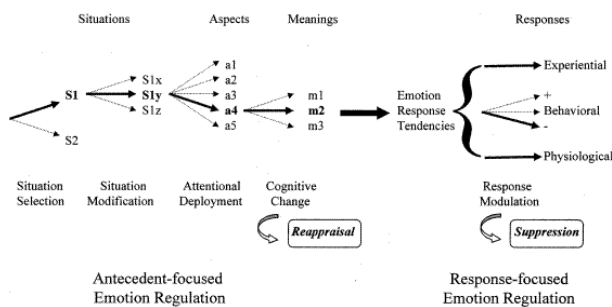 Situations Aspects Meanings Responses
a1
S1x a2 m1 Experiential
S1 S1y a3 m2 Emotion +
S1z a4 m3 Response Behavioral
S2 a5 Tendencies -
Physiological
Situation Situation Attentional Cognitive Response
Selection Modification Deployment Change Modulation
Reappraisal Suppression
Antecedent-focused Response-focused
Emotion Regulation Emotion Regulation